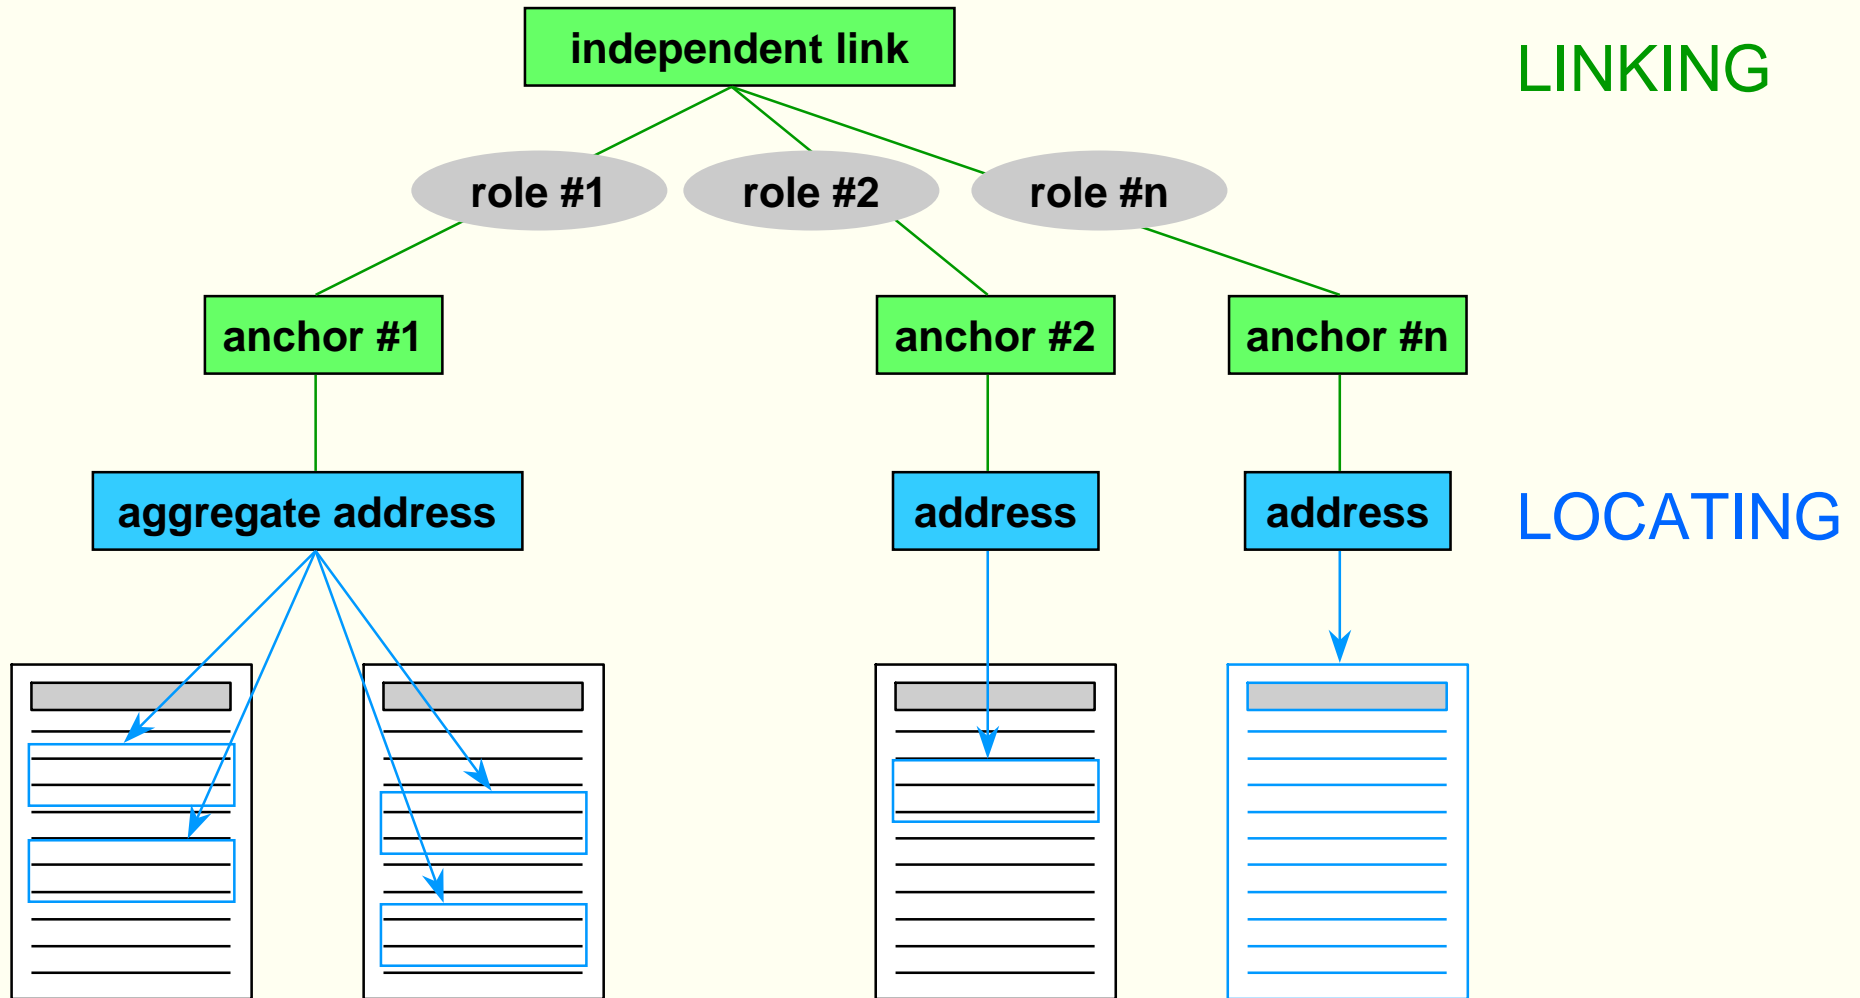 independent link
LINKING
role #1
role #2
role #n
anchor #1
anchor #2
anchor #n
aggregate address
address
address
LOCATING